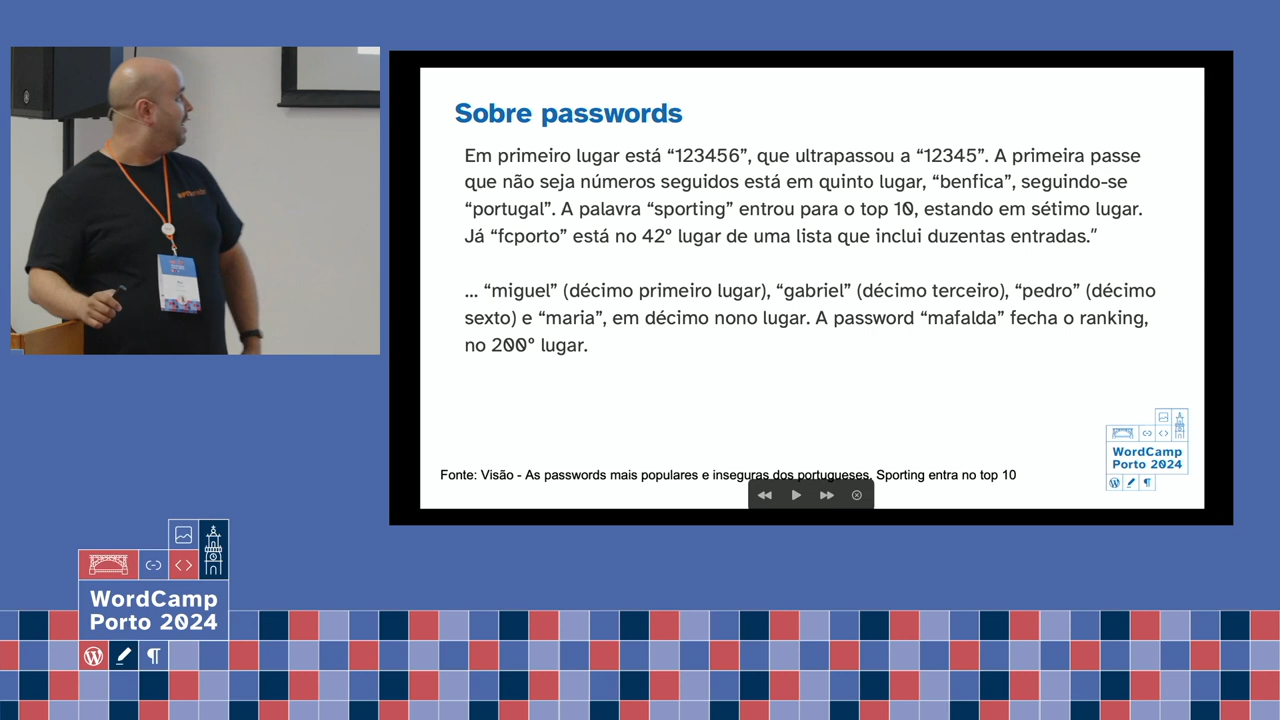 Sobre passwords
Em primeiro lugar está “123456”, que ultrapassou a “12345”. A primeira passe
que não seja números seguidos está em quinto lugar, “benfica”, seguindo-se
“portugal”. A palavra “sporting” entrou para o top 10, estando em sétimo lugar.
Já “fcporto” está no 42º lugar de uma lista que inclui duzentas entradas.”
... “miguel” (décimo primeiro lugar), “gabriel” (décimo terceiro), “pedro” (décimo
sexto) e “maria”, em décimo nono lugar. A password “mafalda” fecha o ranking,
no 200º lugar.
Fonte: Visão - As passwords mais populares e inseguras dos portugueses. Sporting entra no top 10
WordCamp
Porto 2024
WordCamp
Porto 2024